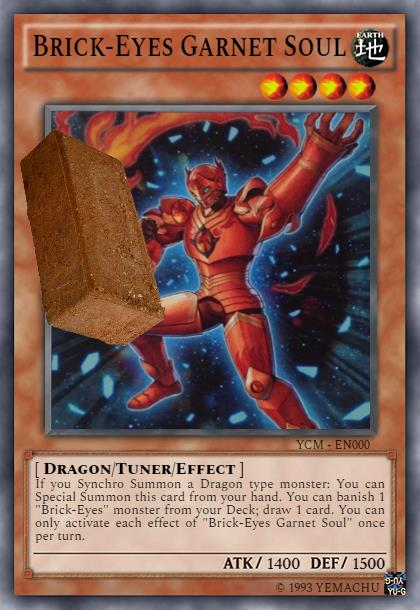 BRICK-EYES GARNET SOUL
EARTH
地
YCM - EN000
[ DRAGON/TUNER/EFFECT ]
If you Synchro Summon a Dragon type monster: You can
Special Summon this card from your hand. You can banish 1
"Brick-Eyes" monster from your Deck; draw 1 card. You can
only activate each effect of "Brick-Eyes Garnet Soul" once
per turn.
ATK / 1400 DEF / 1500
© 1993 YEMACHU